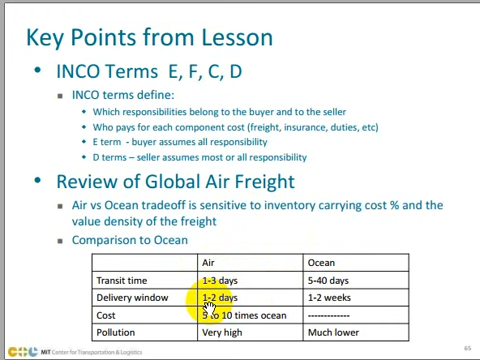 Key Points from Lesson
• INCO Terms E, F, C, D
▪ INCO terms define:
• Which responsibilities belong to the buyer and to the seller
• Who pays for each component cost (freight, insurance, duties, etc)
• E term - buyer assumes all responsibility
• D terms – seller assumes most or all responsibility
• Review of Global Air Freight
▪ Air vs Ocean tradeoff is sensitive to inventory carrying cost % and the
value density of the freight
▪ Comparison to Ocean
Air Ocean
Transit time 1-3 days 5-40 days
Delivery window 1-2 days 1-2 weeks
Cost 5 to 10 times ocean -------------
Pollution Very high Much lower
MIT Center for Transportation & Logistics
65